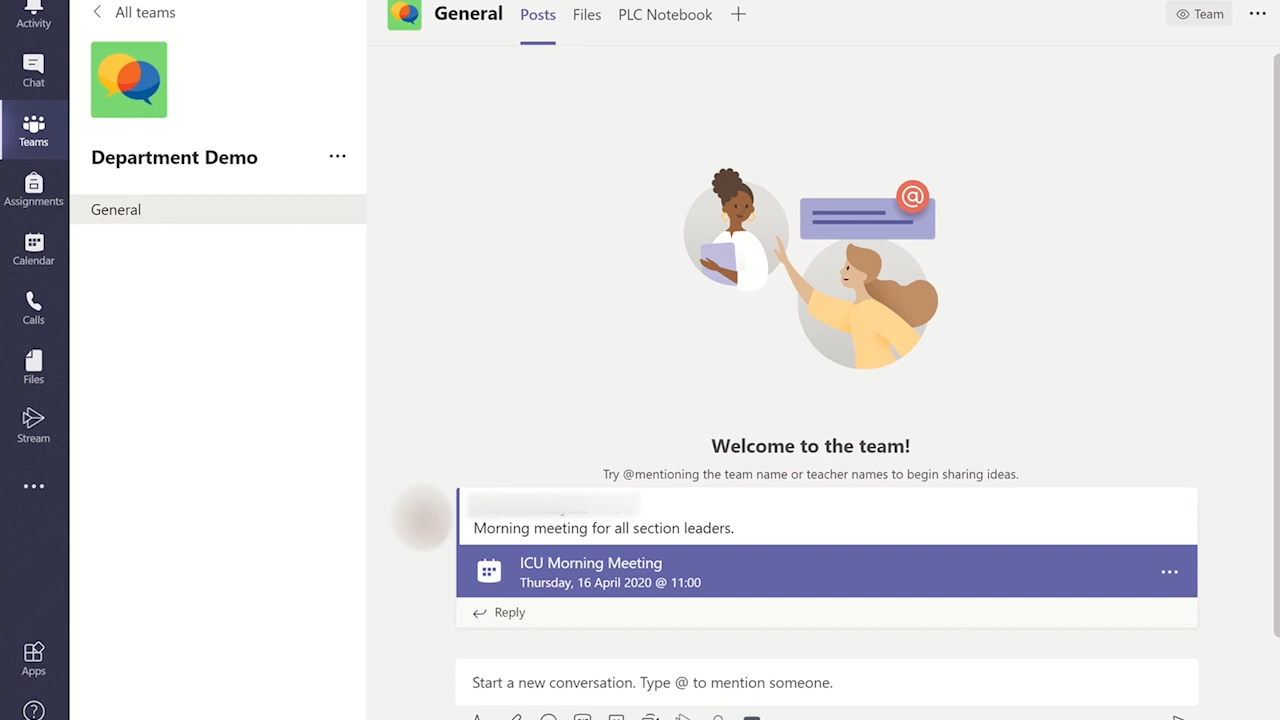 Activity
Chat
Teams
Assignments
Calendar
Calls
Files
Stream
Apps
All teams
Department Demo
General
General Posts Files PLC Notebook
Team
@
Welcome to the team!
Try @mentioning the team name or teacher names to begin sharing ideas.
Morning meeting for all section leaders.
ICU Morning Meeting
Thursday, 16 April 2020 @ 11:00
Reply
Start a new conversation. Type @ to mention someone.